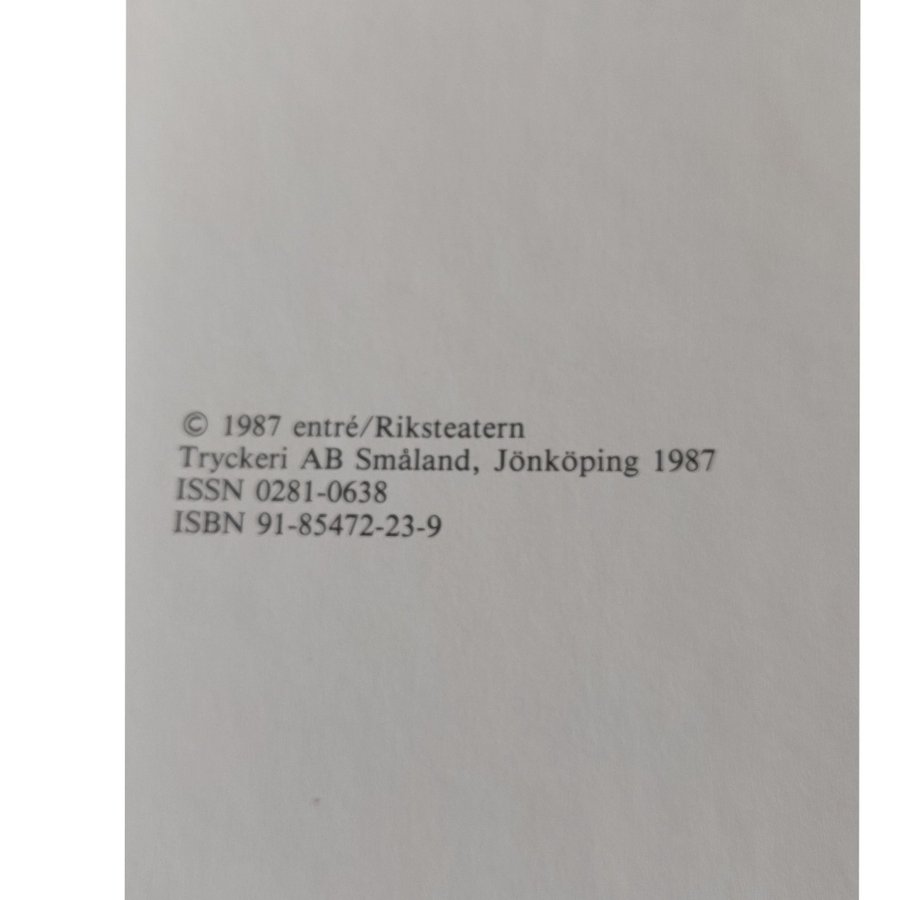 © 1987 entré/Riksteatern
Tryckeri AB Småland, Jönköping 1987
ISSN 0281-0638
ISBN 91-85472-23-9